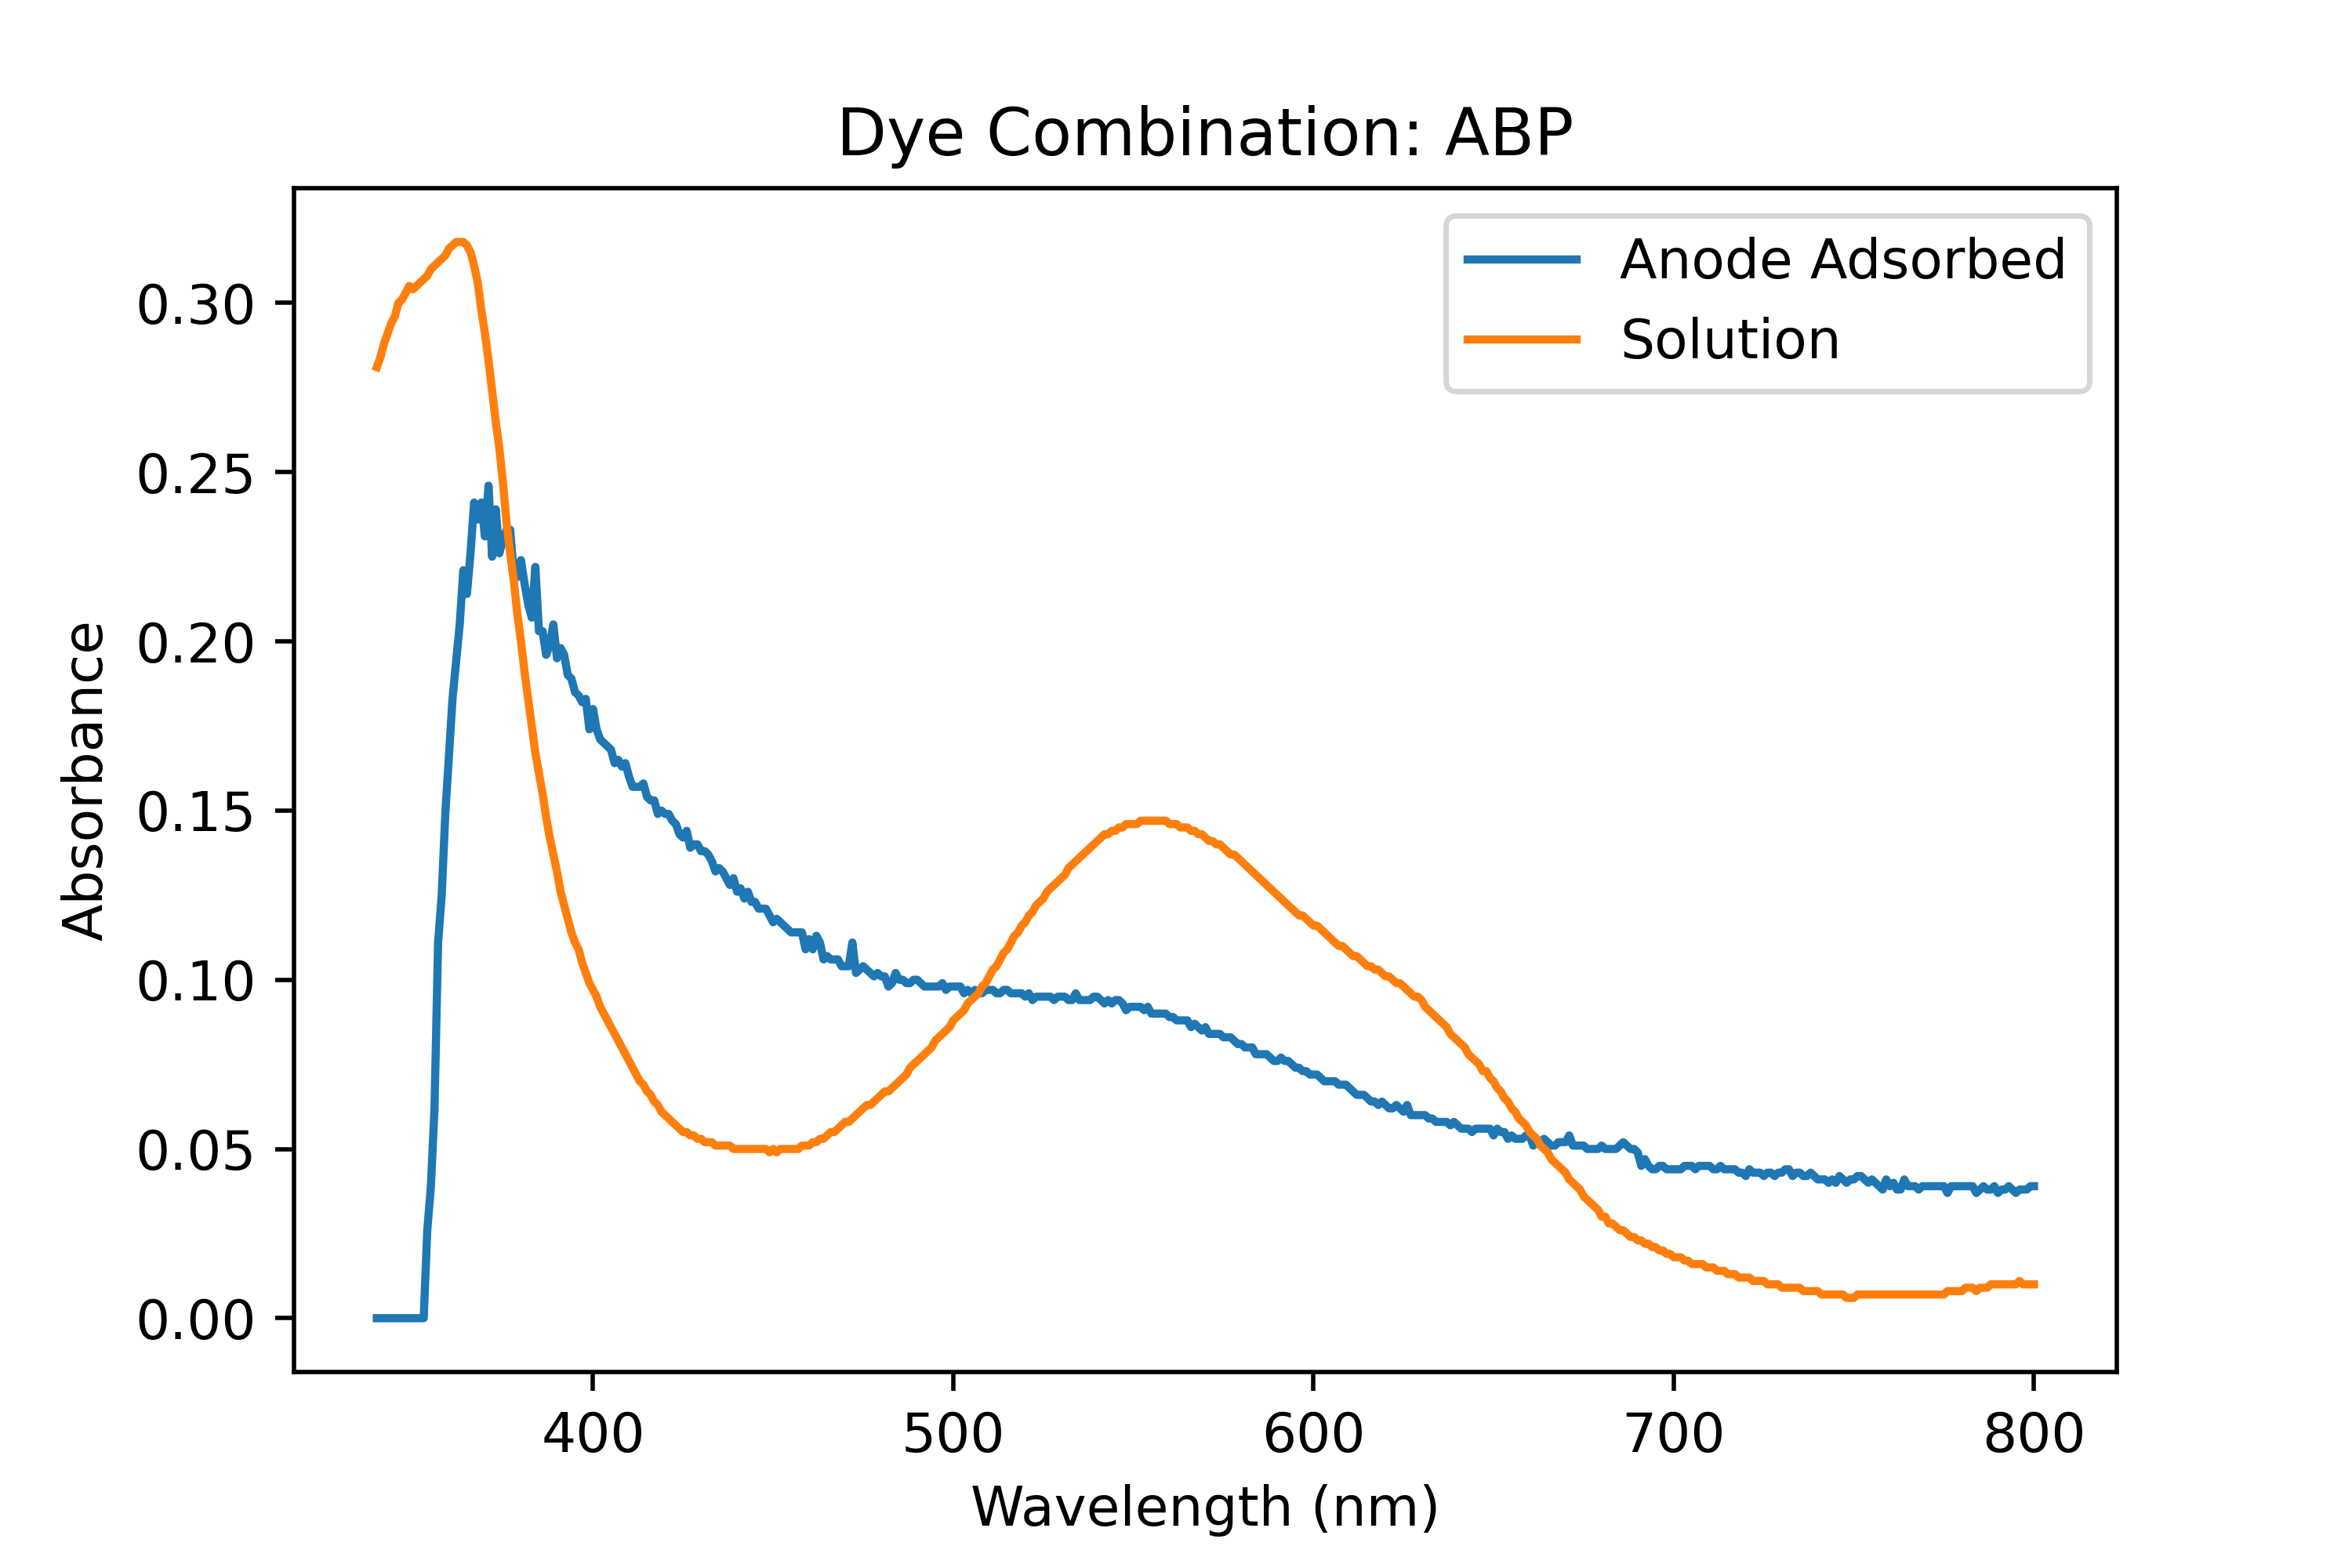 Dye Combination: ABP
Anode Adsorbed
Solution
Absorbance
0.30
0.25
0.20
0.15
0.10
0.05
0.00
400 500 600 700 800
Wavelength (nm)